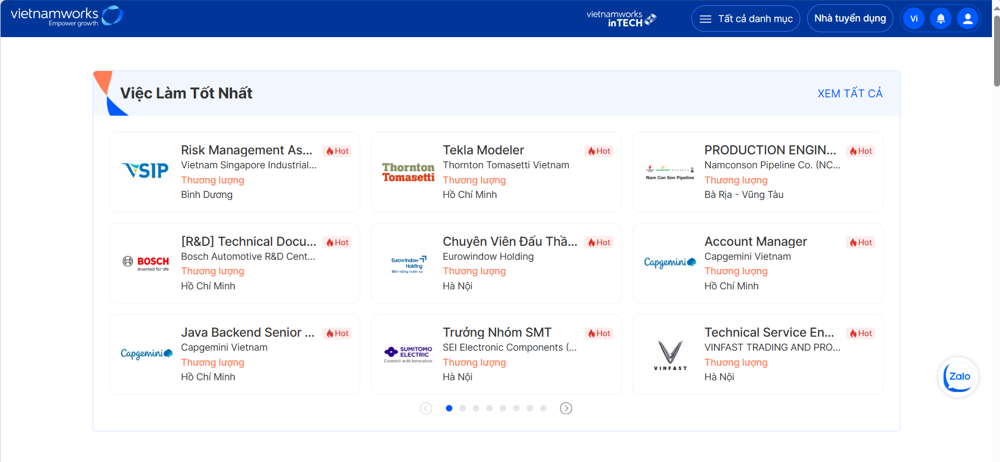 vietnamworks
Empower growth
vietnamworks
inTECH
Tất cả danh mục
Nhà tuyển dụng
Vi
Việc Làm Tốt Nhất
XEM TẤT CẢ
VSIP
Risk Management As...
Hot
Vietnam Singapore Industrial...
Thương lượng
Bình Dương
Thornton
Tomasetti
Tekla Modeler
Hot
Thornton Tomasetti Vietnam
Thương lượng
Hồ Chí Minh
Nam Con Son Pipeline
PRODUCTION ENGIN...
Hot
Namconson Pipeline Co. (NC...
Thương lượng
Bà Rịa - Vũng Tàu
BOSCH
Invented for life
[R&D] Technical Docu...
Hot
Bosch Automotive R&D Cent...
Thương lượng
Hồ Chí Minh
Eurowindow
Holding
Bền vững vươn xa
Chuyên Viên Đấu Thầ...
Hot
Eurowindow Holding
Thương lượng
Hà Nội
Capgemini
Account Manager
Hot
Capgemini Vietnam
Thương lượng
Hồ Chí Minh
Capgemini
Java Backend Senior ...
Hot
Capgemini Vietnam
Thương lượng
Hồ Chí Minh
SUMITOMO
ELECTRIC
Connect with Innovation
Trưởng Nhóm SMT
Hot
SEI Electronic Components (...
Thương lượng
Hà Nội
VINFAST
Technical Service En...
Hot
VINFAST TRADING AND PRO...
Thương lượng
Hà Nội
Zalo